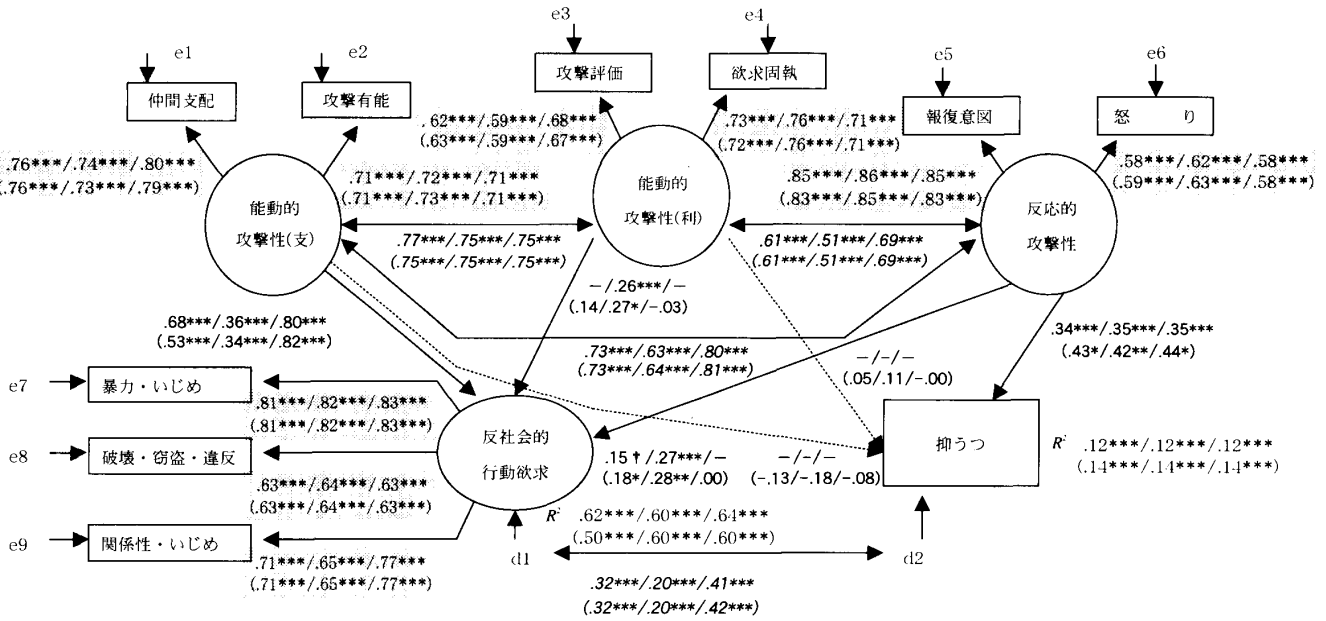 e1
e2
e3
e4
e5
e6
仲間支配
攻撃有能
攻撃評価
欲求固執
報復意図
怒 り
.76***/.74***/.80***
(.76***/.73***/.79***)
.71***/.72***/.71***
(.71***/.73***/.71***)
.62***/.59***/.68***
(.63***/.59***/.67***)
.73***/.76***/.71***
(.72***/.76***/.71***)
.85***/.86***/.85***
(.83***/.85***/.83***)
.58***/.62***/.58***
(.59***/.63***/.58***)
能動的
攻撃性(支)
能動的
攻撃性(利)
反応的
攻撃性
.77***/.75***/.75***
(.75***/.75***/.75***)
.61***/.51***/.69***
(.61***/.51***/.69***)
－/.26***/－
(.14/.27*/-.03)
.68***/.36***/.80***
(.53***/.34***/.82***)
.73***/.63***/.80***
(.73***/.64***/.81***)
－/－/－
(.05/.11/-.00)
.34***/.35***/.35***
(.43*/.42**/.44*)
e7
暴力・いじめ
.81***/.82***/.83***
(.81***/.82***/.83***)
e8
破壊・窃盗・違反
.63***/.64***/.63***
(.63***/.64***/.63***)
e9
関係性・いじめ
.71***/.65***/.77***
(.71***/.65***/.77***)
反社会的
行動欲求
.15†/.27***/－
(.18*/.28**/.00)
－/－/－
(-.13/-.18/-.08)
抑うつ
R² .12***/.12***/.12***
(.14***/.14***/.14***)
R² .62***/.60***/.64***
(.50***/.60***/.60***)
d1
d2
.32***/.20***/.41***
(.32***/.20***/.42***)